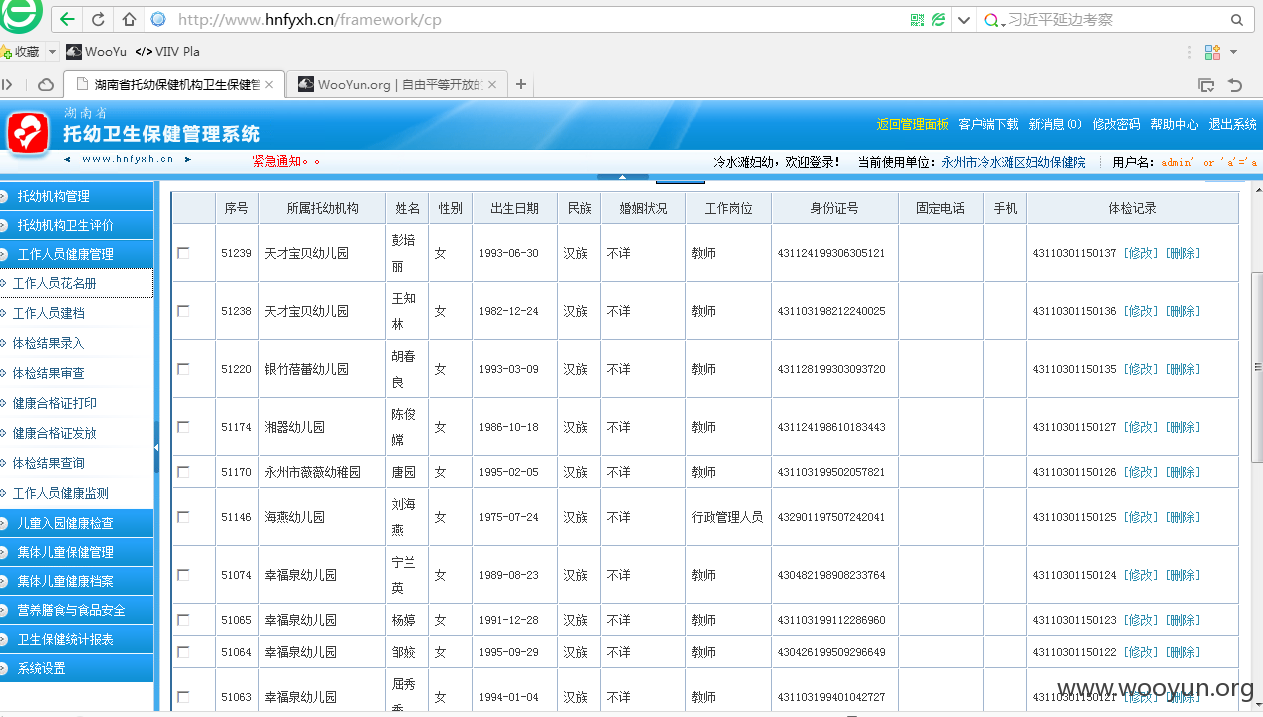 http://www.hnfyxh.cn/framework/cp
习近平延边考察
收藏 WooYu </> VIIV Pla
湖南省托幼保健机构卫生保健管 WooYun.org | 自由平等开放的
湖南省
托幼卫生保健管理系统
返回管理面板 客户端下载 新消息(0) 修改密码 帮助中心 退出系统
www.hnfyxh.cn 紧急通知。。 冷水滩妇幼，欢迎登录！ 当前使用单位：永州市冷水滩区妇幼保健院 用户名：admin' or 'a'='a
托幼机构管理
托幼机构卫生评价
工作人员健康管理
工作人员花名册
工作人员建档
体检结果录入
体检结果审查
健康合格证打印
健康合格证发放
体检结果查询
工作人员健康监测
儿童入园健康检查
集体儿童保健管理
集体儿童健康档案
营养膳食与食品安全
卫生保健统计报表
系统设置
序号 所属托幼机构 姓名 性别 出生日期 民族 婚姻状况 工作岗位 身份证号 固定电话 手机 体检记录
51239 天才宝贝幼儿园 彭培丽 女 1993-06-30 汉族 不详 教师 431124199306305121 43110301150137 [修改] [删除]
51238 天才宝贝幼儿园 王知林 女 1982-12-24 汉族 不详 教师 431103198212240025 43110301150136 [修改] [删除]
51220 银竹蓓蕾幼儿园 胡春良 女 1993-03-09 汉族 不详 教师 431128199303093720 43110301150135 [修改] [删除]
51174 湘器幼儿园 陈俊嫦 女 1986-10-18 汉族 不详 教师 431124198610183443 43110301150127 [修改] [删除]
51170 永州市薇薇幼稚园 唐园 女 1995-02-05 汉族 不详 教师 431103199502057821 43110301150126 [修改] [删除]
51146 海燕幼儿园 刘海燕 女 1975-07-24 汉族 不详 行政管理人员 432901197507242041 43110301150125 [修改] [删除]
51074 幸福泉幼儿园 宁兰英 女 1989-08-23 汉族 不详 教师 430482198908233764 43110301150124 [修改] [删除]
51065 幸福泉幼儿园 杨婷 女 1991-12-28 汉族 不详 教师 431103199112286960 43110301150123 [修改] [删除]
51064 幸福泉幼儿园 邹姣 女 1995-09-29 汉族 不详 教师 430426199509296649 43110301150122 [修改] [删除]
51063 幸福泉幼儿园 屈秀 女 1994-01-04 汉族 不详 教师 431103199401042727 43110301150121 [修改] [删除]
www.wooyun.org